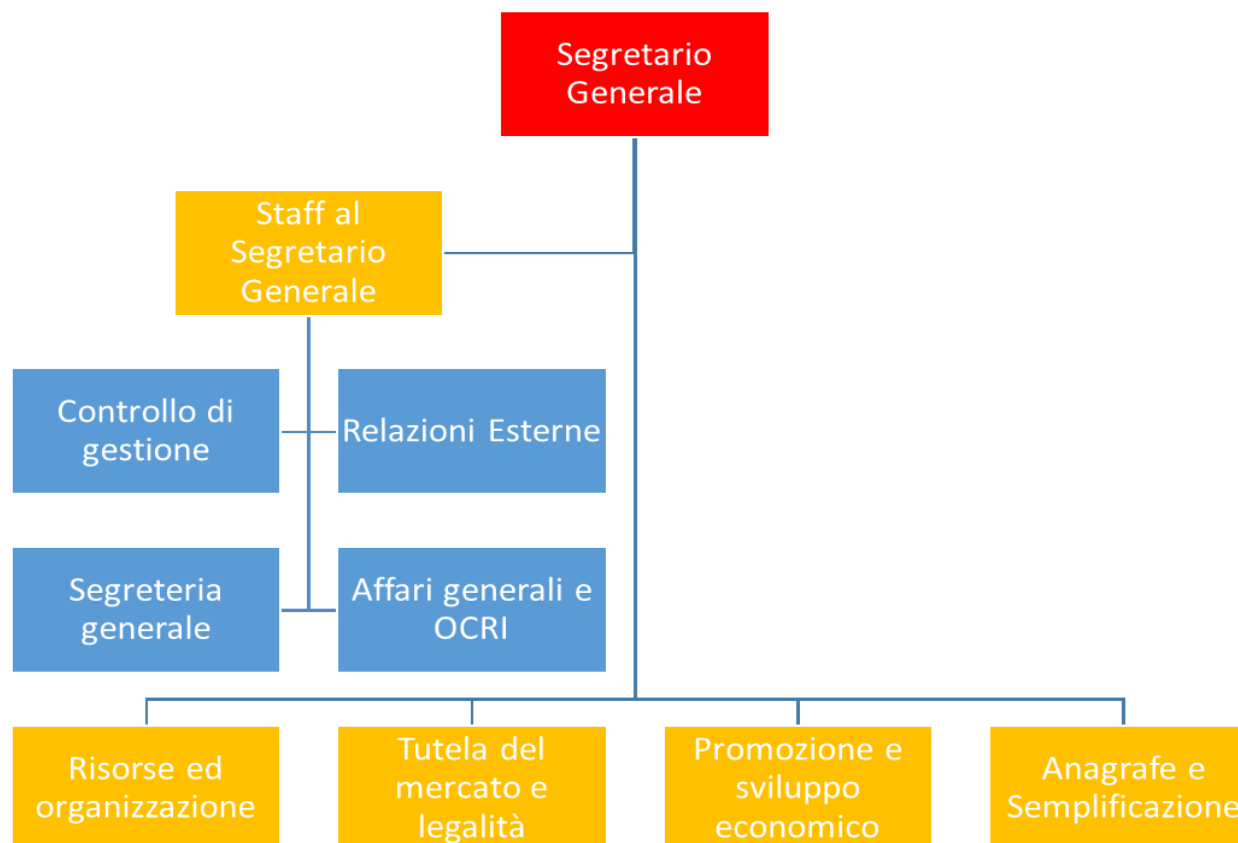 Segretario
Generale
Staff al
Segretario
Generale
Controllo di
gestione
Relazioni Esterne
Segreteria
generale
Affari generali e
OCRI
Risorse ed
organizzazione
Tutela del
mercato e
legalità
Promozione e
sviluppo
economico
Anagrafe e
Semplificazione